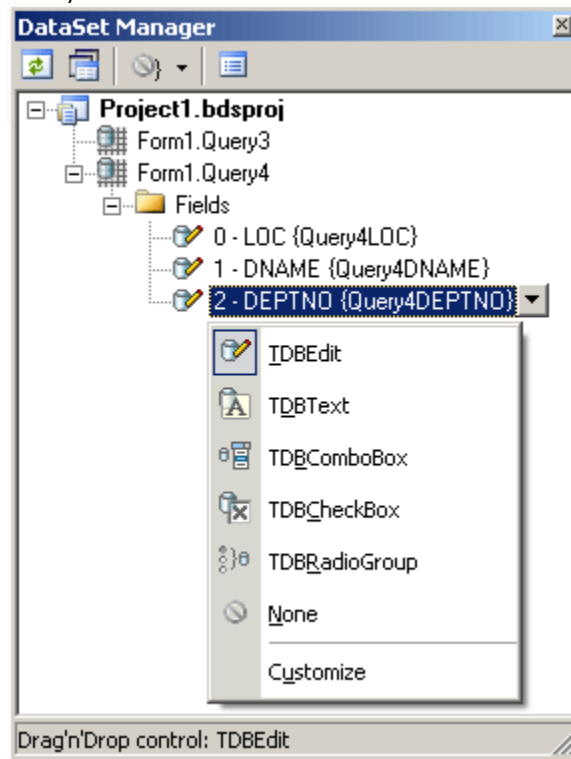 DataSet Manager
Project1.bdsproj
Form1.Query3
Form1.Query4
Fields
0 - LOC {Query4LOC}
1 - DNAME {Query4DNAME}
2 - DEPTNO {Query4DEPTNO}
TDBEdit
TDBText
TDBComboBox
TDBCheckBox
TDBRadioGroup
None
Customize
Drag'n'Drop control: TDBEdit